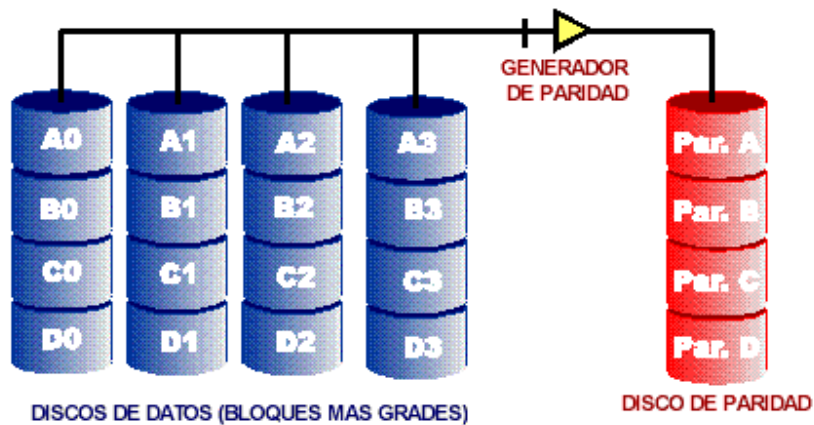 GENERADOR
DE PARIDAD
A0 A1 A2 A3 Par. A
B0 B1 B2 B3 Par. B
C0 C1 C2 C3 Par. C
D0 D1 D2 D3 Par. D
DISCOS DE DATOS (BLOQUES MAS GRADES)
DISCO DE PARIDAD